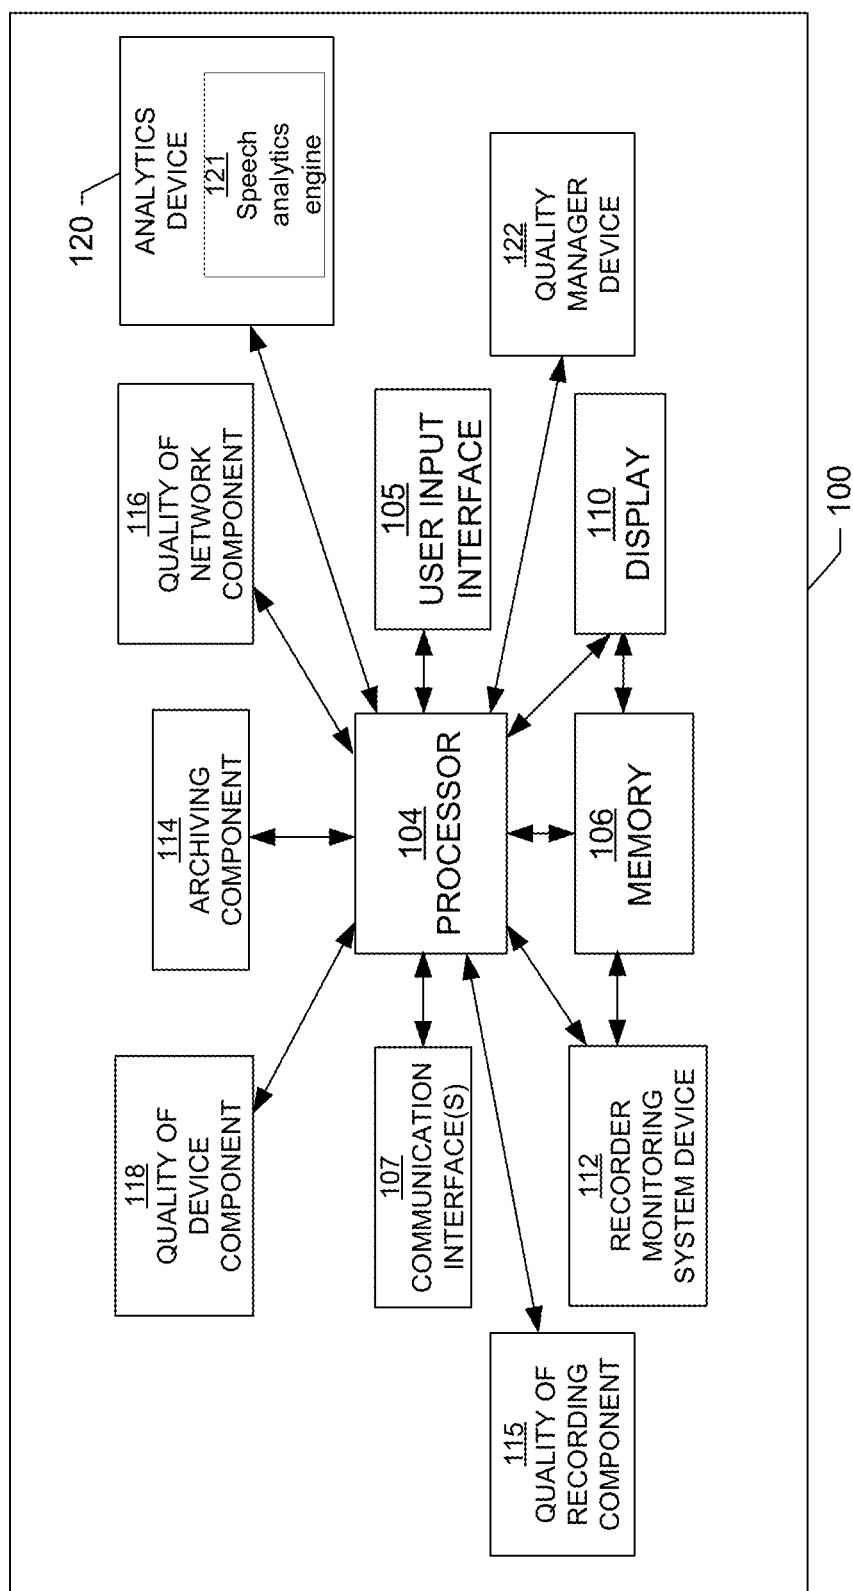 120
ANALYTICS
DEVICE
121
Speech
analytics
engine
116
QUALITY OF
NETWORK
COMPONENT
114
ARCHIVING
COMPONENT
118
QUALITY OF
DEVICE
COMPONENT
122
QUALITY
MANAGER
DEVICE
105
USER INPUT
INTERFACE
104
PROCESSOR
107
COMMUNICATION
INTERFACE(S)
110
DISPLAY
106
MEMORY
112
RECORDER
MONITORING
SYSTEM DEVICE
115
QUALITY OF
RECORDING
COMPONENT
100